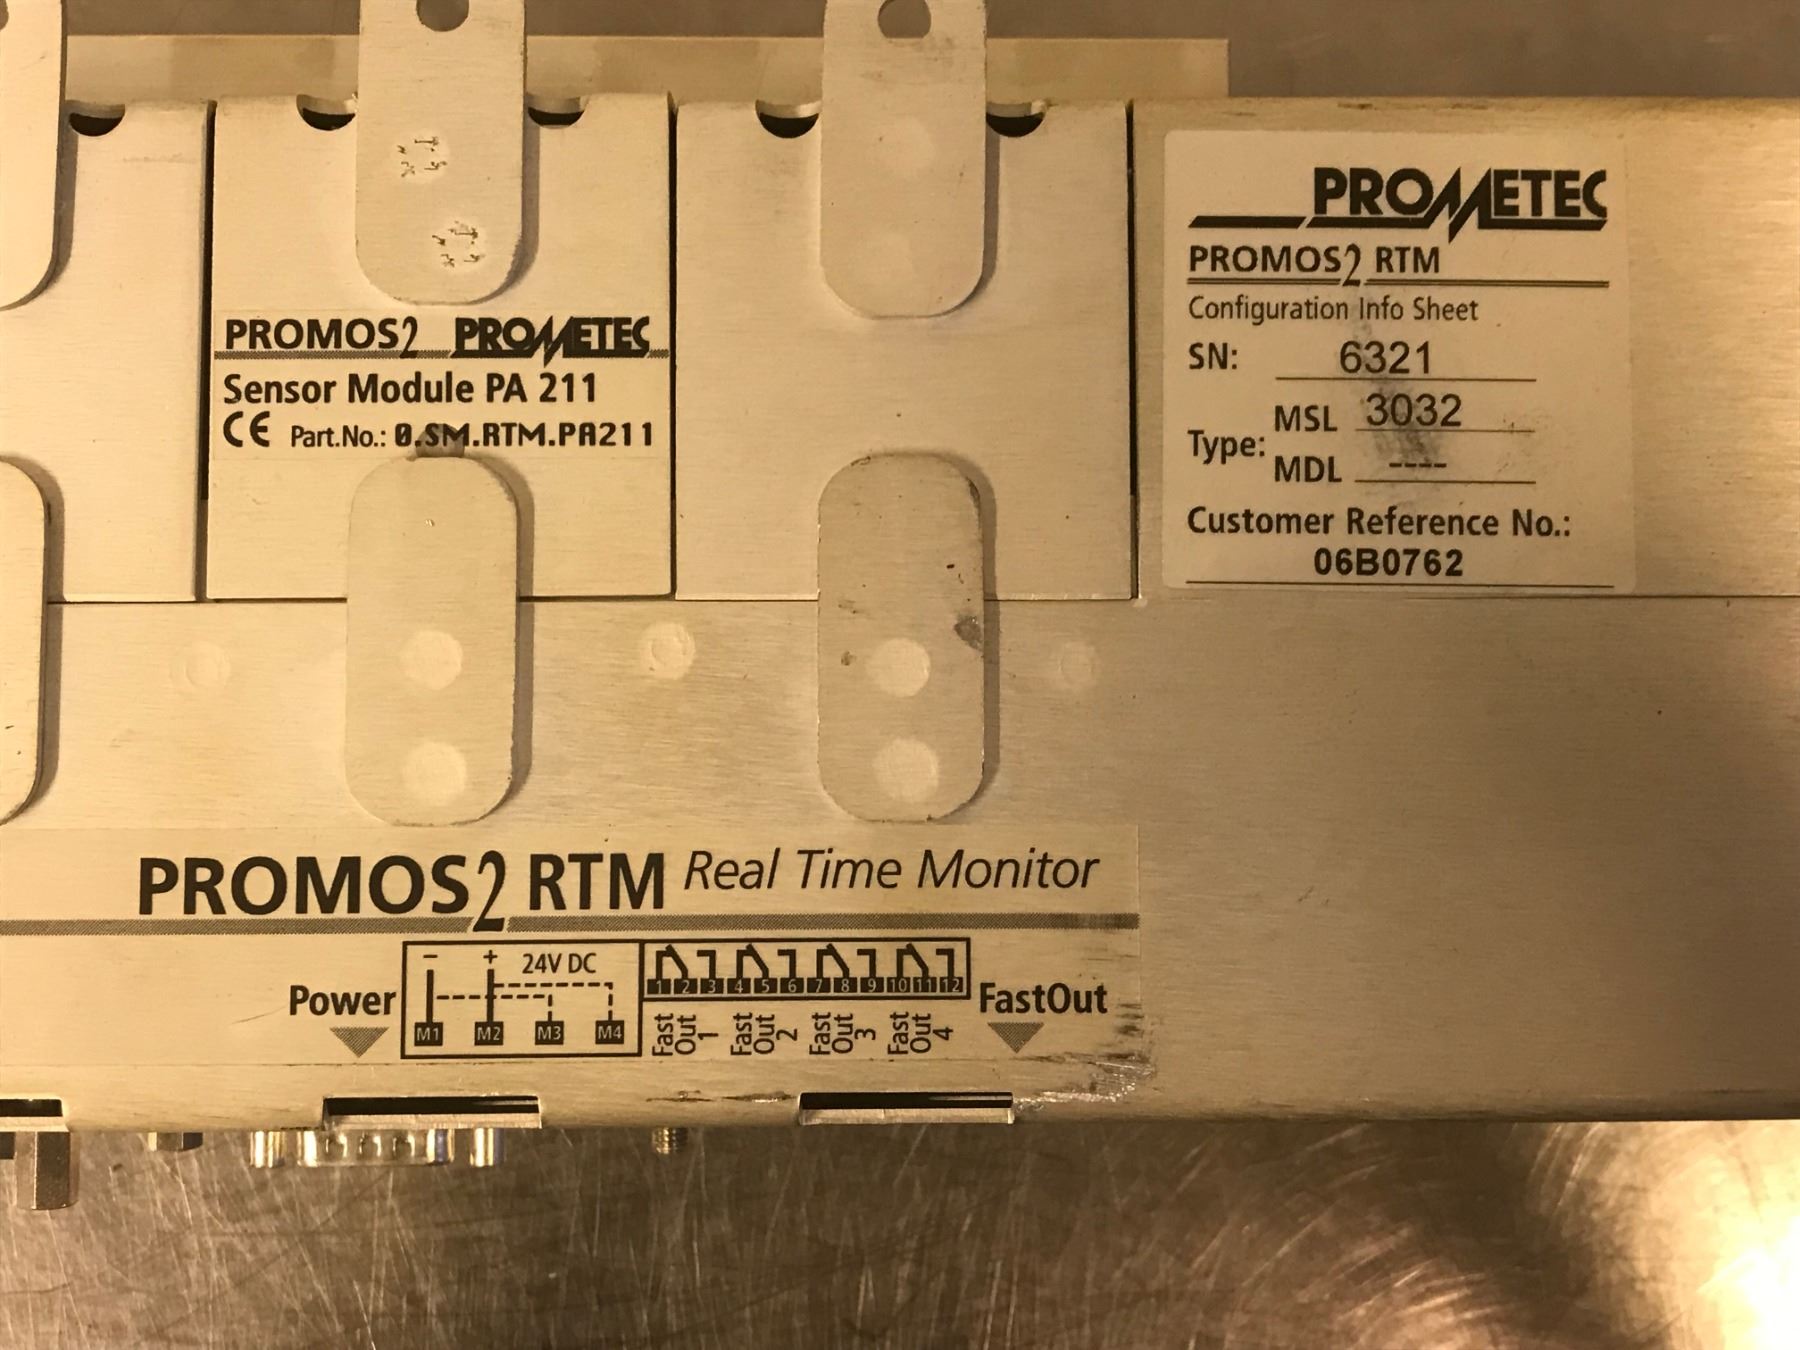 PROMETEC
PROMOS2 RTM
Configuration Info Sheet
SN: 6321
Type: MSL 3032
MDL ----
Customer Reference No.:
06B0762
PROMOS2 PROMETEC
Sensor Module PA 211
CE Part.No.: 0.SM.RTM.PA211
PROMOS2 RTM Real Time Monitor
Power
- + 24V DC
M1 M2 M3 M4
1 2 3 4 5 6 7 8 9 10 11 12
Fast Out 1
Fast Out 2
Fast Out 3
Fast Out 4
FastOut